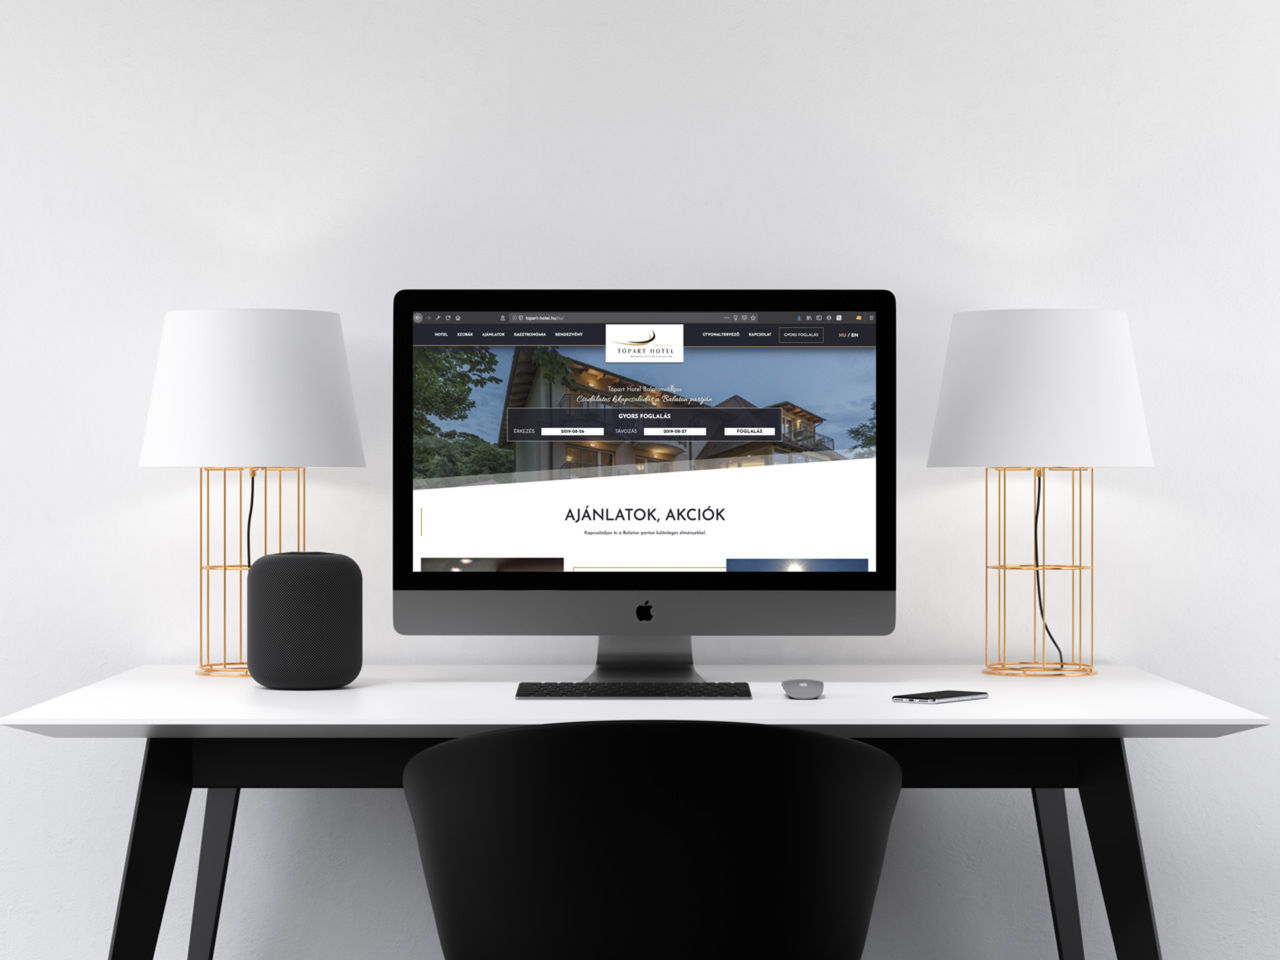 topart-hotel.hu/hu/
HOTEL SZOBÁK AJÁNLATOK GASZTRONÓMIA RENDEZVÉNY
TÓPART HOTEL
ÚTVONALTERVEZŐ KAPCSOLAT GYORS FOGLALÁS HU / EN
Tópart Hotel Balatonvilágos
Csodálatos kikapcsolódás a Balaton partján
GYORS FOGLALÁS
ÉRKEZÉS 2019-08-26 TÁVOZÁS 2019-08-27 FOGLALÁS
AJÁNLATOK, AKCIÓK
Kapcsolódjon ki a Balaton parton különleges élményekkel.